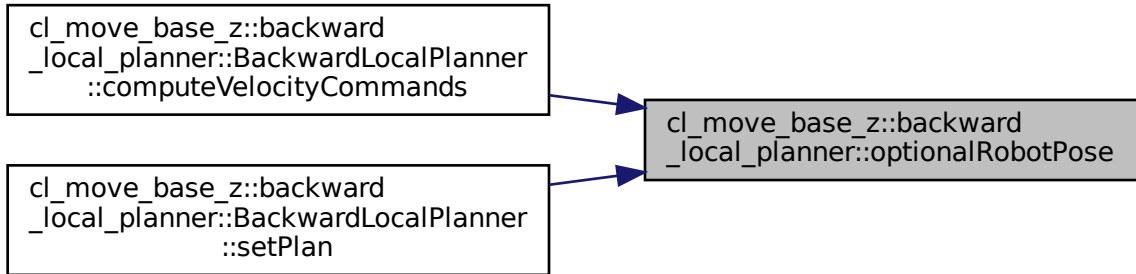 cl_move_base_z::backward
_local_planner::BackwardLocalPlanner
::computeVelocityCommands
cl_move_base_z::backward
_local_planner::optionalRobotPose
cl_move_base_z::backward
_local_planner::BackwardLocalPlanner
::setPlan